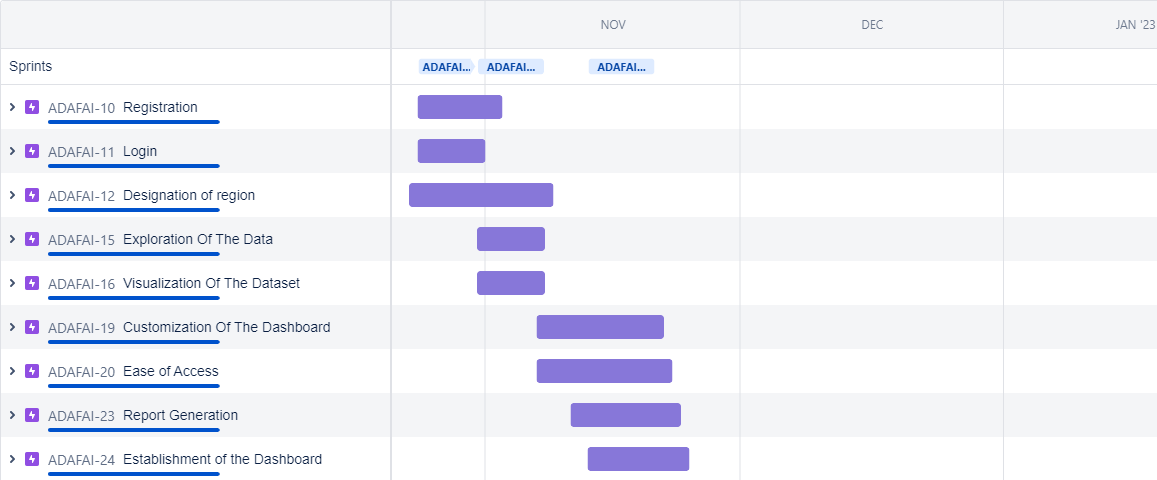 NOV DEC JAN '23
Sprints ADAFAI... ADAFAI... ADAFAI...
ADAFAI-10 Registration
ADAFAI-11 Login
ADAFAI-12 Designation of region
ADAFAI-15 Exploration Of The Data
ADAFAI-16 Visualization Of The Dataset
ADAFAI-19 Customization Of The Dashboard
ADAFAI-20 Ease of Access
ADAFAI-23 Report Generation
ADAFAI-24 Establishment of the Dashboard